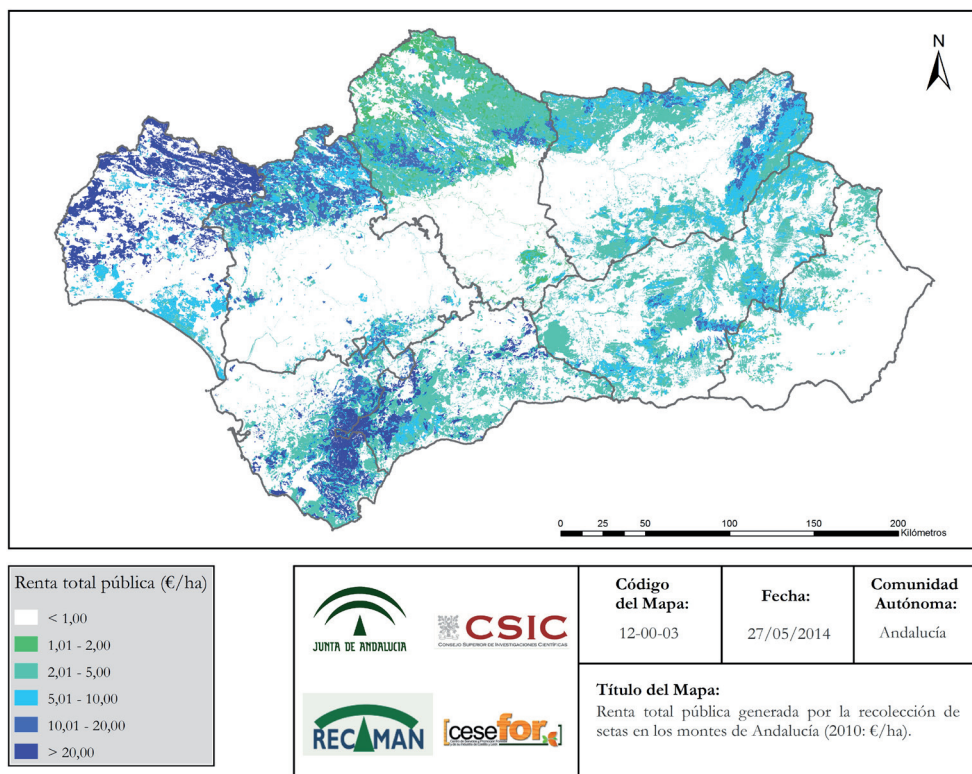 N
0 25 50 100 150 200
Kilómetros
Renta total pública (€/ha)
< 1,00
1,01 - 2,00
2,01 - 5,00
5,01 - 10,00
10,01 - 20,00
> 20,00
JUNTA DE ANDALUCIA
CSIC
CONSEJO SUPERIOR DE INVESTIGACIONES CIENTÍFICAS
RECAMAN
[cesefor]
Código
del Mapa:
12-00-03
Fecha:
27/05/2014
Comunidad
Autónoma:
Andalucía
Título del Mapa:
Renta total pública generada por la recolección de
setas en los montes de Andalucía (2010: €/ha).